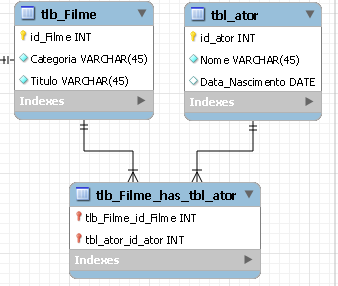 tlb_Filme
id_Filme INT
Categoria VARCHAR(45)
Titulo VARCHAR(45)
Indexes
tbl_ator
id_ator INT
Nome VARCHAR(45)
Data_Nascimento DATE
Indexes
tlb_Filme_has_tbl_ator
tlb_Filme_id_Filme INT
tbl_ator_id_ator INT
Indexes